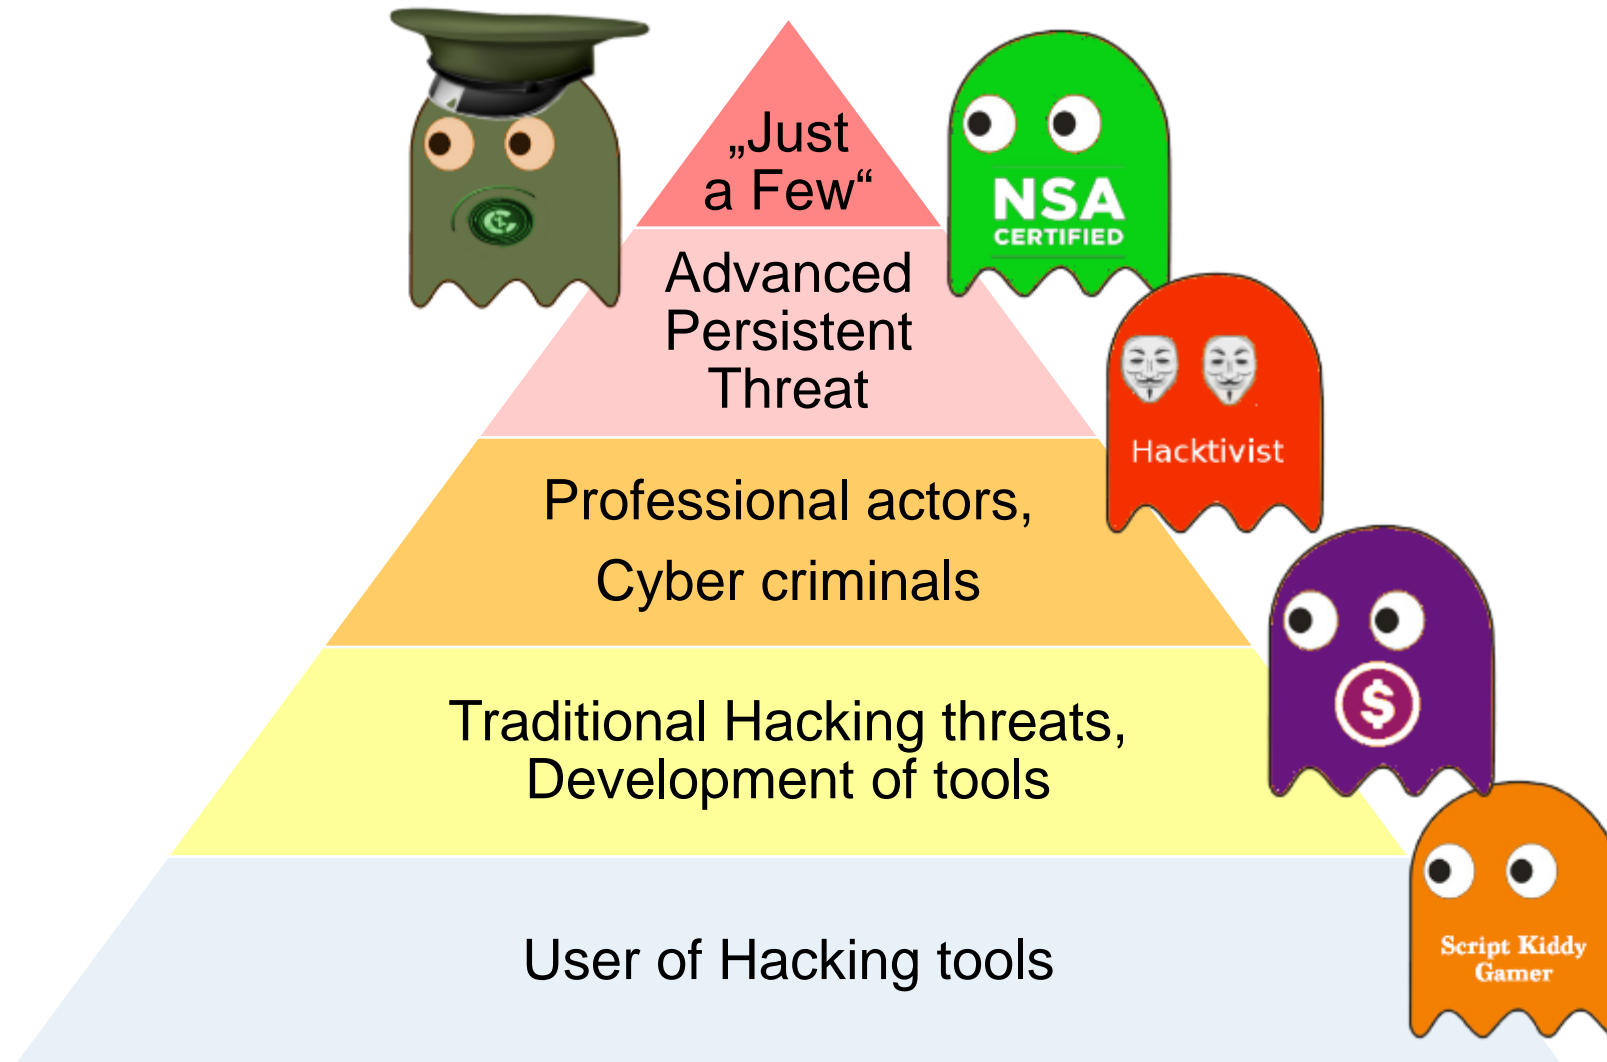 „Just
a Few“
NSA
CERTIFIED
Advanced
Persistent
Threat
Hacktivist
Professional actors,
Cyber criminals
$
Traditional Hacking threats,
Development of tools
User of Hacking tools
Script Kiddy
Gamer